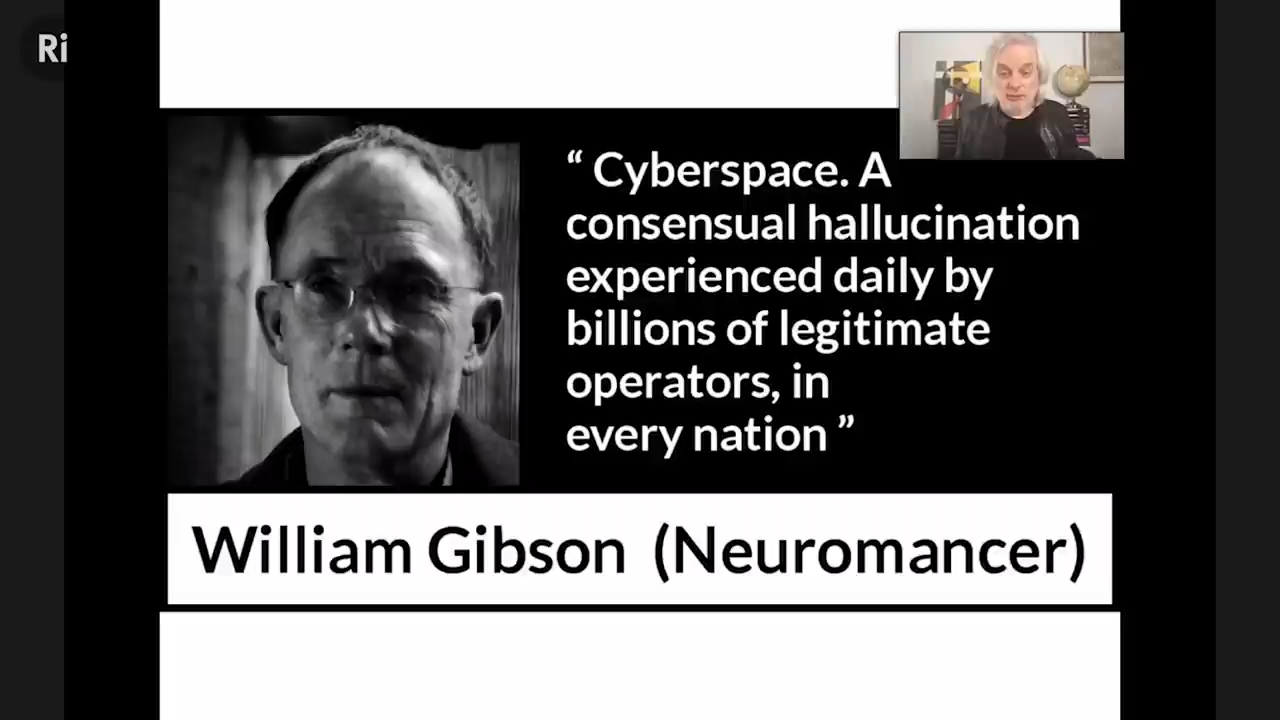 Ri
“ Cyberspace. A
consensual hallucination
experienced daily by
billions of legitimate
operators, in
every nation ”
William Gibson (Neuromancer)